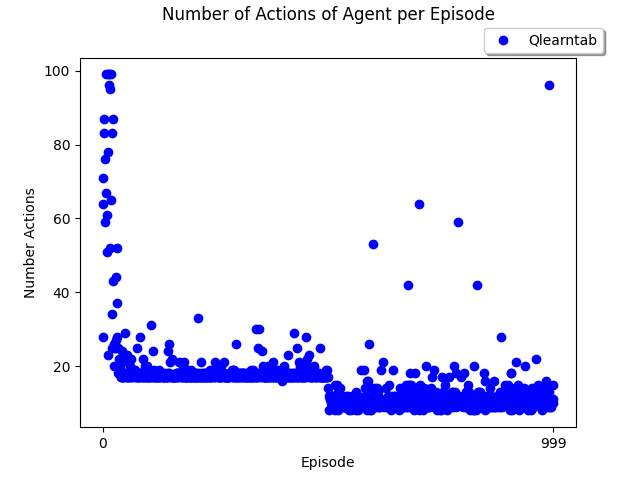 Number of Actions of Agent per Episode
Qlearntab
100
80
60
40
20
Number Actions
0
999
Episode